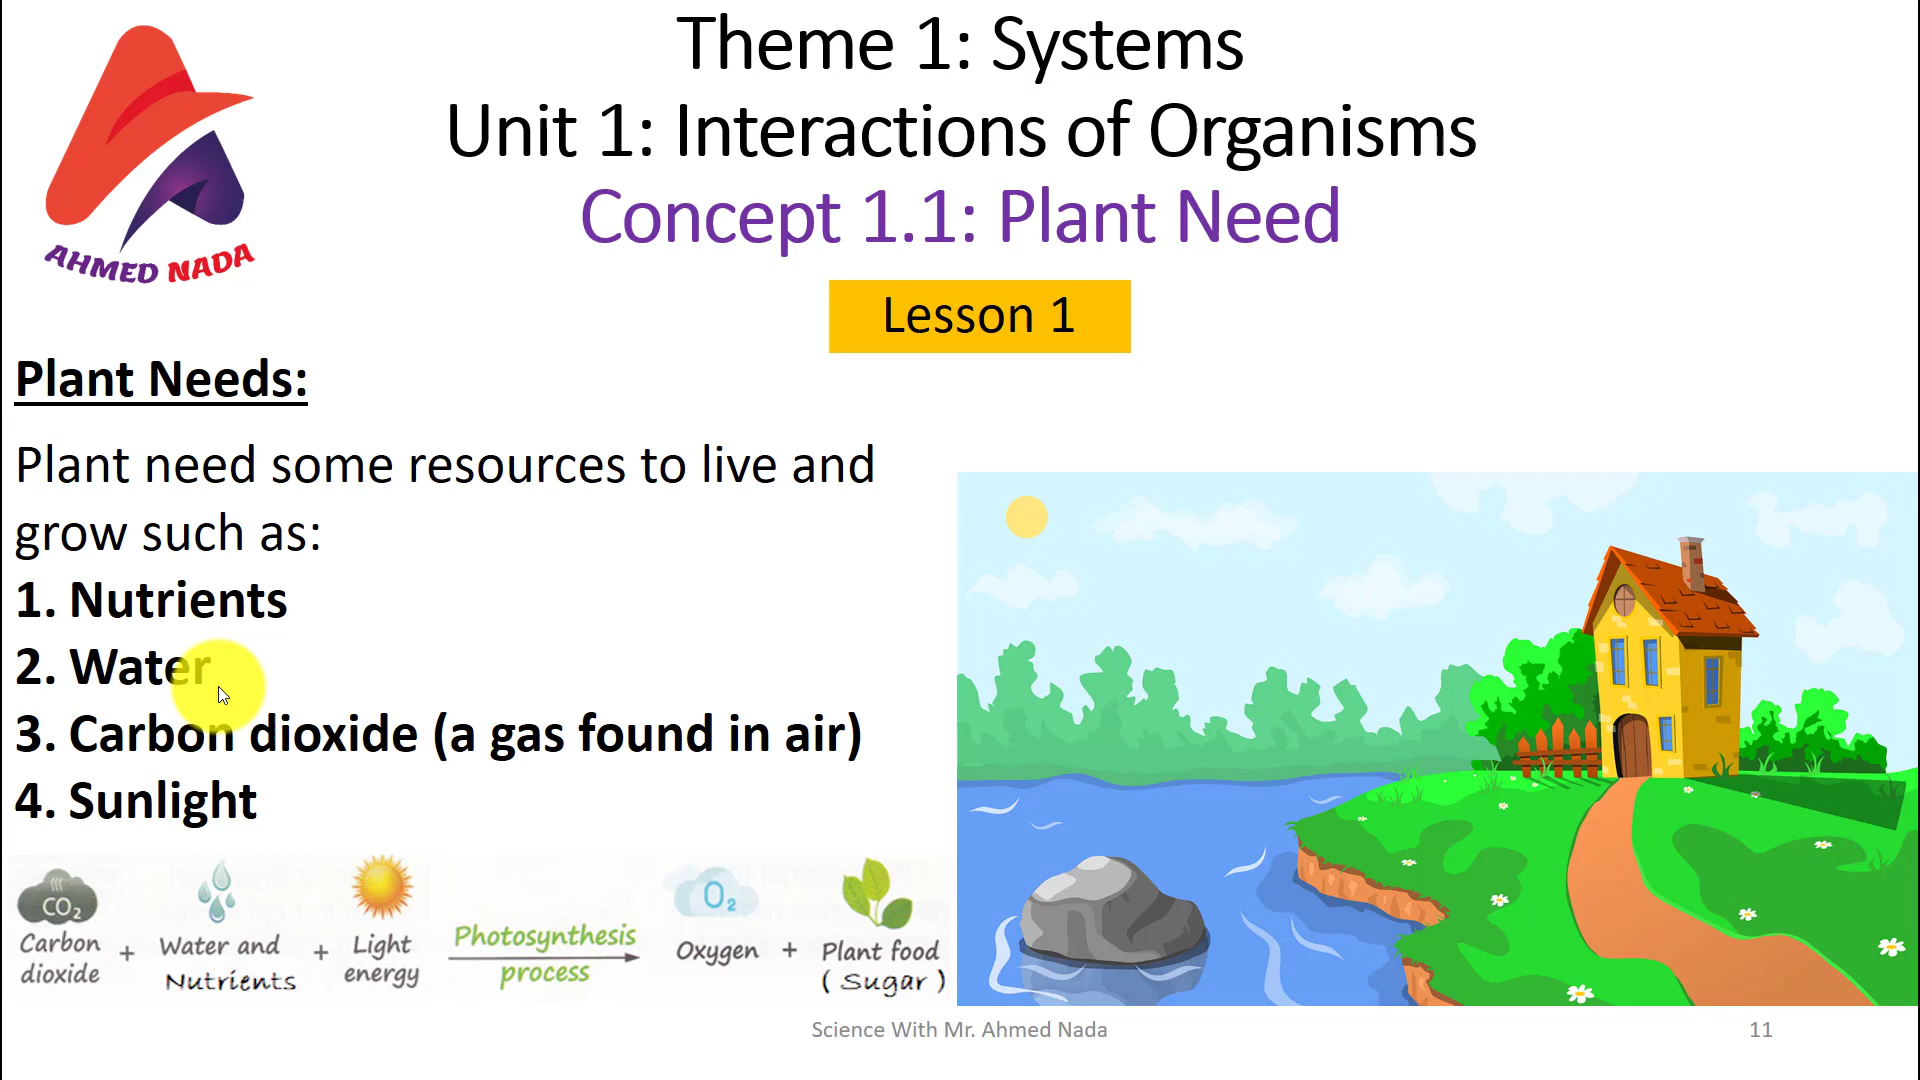 Theme 1: Systems
Unit 1: Interactions of Organisms
Concept 1.1: Plant Need
AHMED NADA
Lesson 1
Plant Needs:
Plant need some resources to live and
grow such as:
1. Nutrients
2. Water
3. Carbon dioxide (a gas found in air)
4. Sunlight
CO₂
Carbon
dioxide
+
Water and
Nutrients
+
Light
energy
Photosynthesis
process
O₂
Oxygen
+
Plant food
( Sugar )
Science With Mr. Ahmed Nada
11